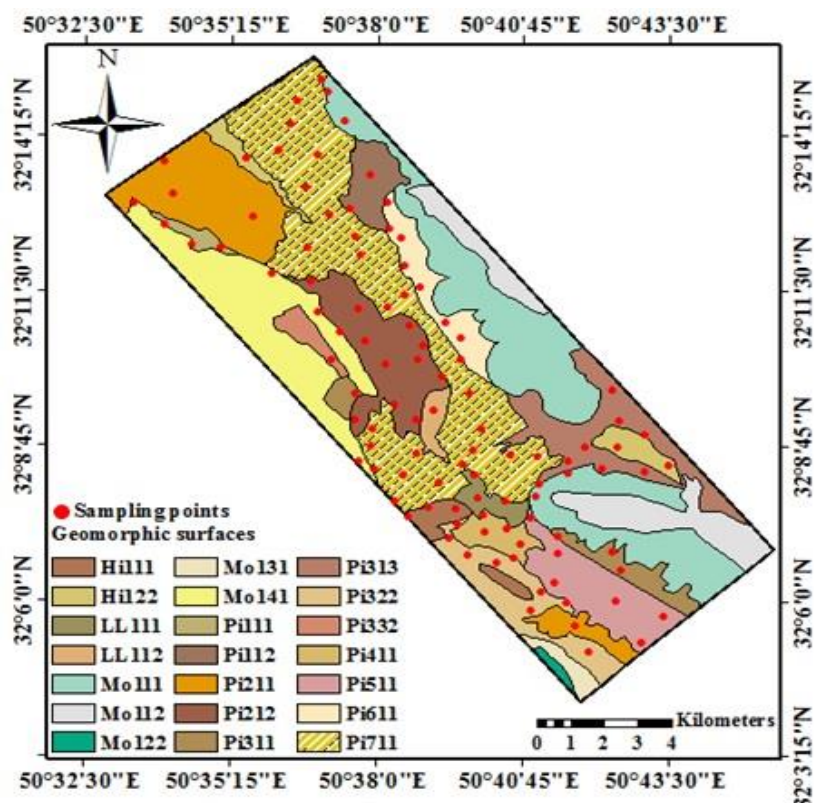 50°32'30"E 50°35'15"E 50°38'0"E 50°40'45"E 50°43'30"E
N
32°14'15"N 32°14'15"N
32°11'30"N 32°11'30"N
32°8'45"N 32°8'45"N
32°6'0"N 32°6'0"N
32°3'15"N
Sampling points
Geomorphic surfaces
Hi111 Mo131 Pi313
Hi122 Mo141 Pi322
LL111 Pi111 Pi332
LL112 Pi112 Pi411
Mo111 Pi211 Pi511
Mo112 Pi212 Pi611
Mo122 Pi311 Pi711
Kilometers
0 1 2 3 4
50°32'30"E 50°35'15"E 50°38'0"E 50°40'45"E 50°43'30"E